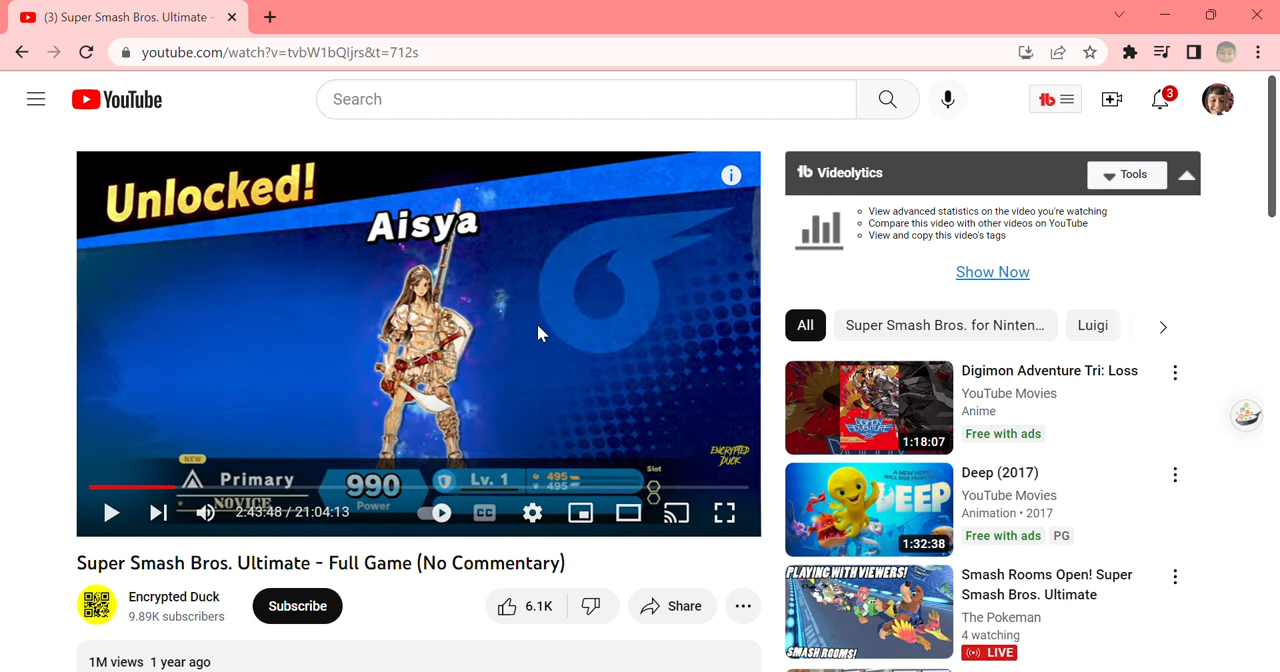 (3) Super Smash Bros. Ultimate -
youtube.com/watch?v=tvbW1bQljrs&t=712s
YouTube
Search
3
Unlocked!
Aisya
i
NEW
Primary
NOVICE
990
Power
Lv. 1
495
495
Slot
ENCRYPTED
DUCK
2:43:48 / 21:04:13
CC
Super Smash Bros. Ultimate - Full Game (No Commentary)
Encrypted Duck
9.89K subscribers
Subscribe
6.1K
Share
1M views 1 year ago
tb Videolytics
Tools
View advanced statistics on the video you're watching
Compare this video with other videos on YouTube
View and copy this video's tags
Show Now
All
Super Smash Bros. for Ninten...
Luigi
DIGIMON
ADVENTURE
1:18:07
Digimon Adventure Tri: Loss
YouTube Movies
Anime
Free with ads
DEEP
1:32:38
Deep (2017)
YouTube Movies
Animation • 2017
Free with ads PG
PLAYING WITH VIEWERS!
SMASH ROOMS!
Smash Rooms Open! Super
Smash Bros. Ultimate
The Pokeman
4 watching
LIVE